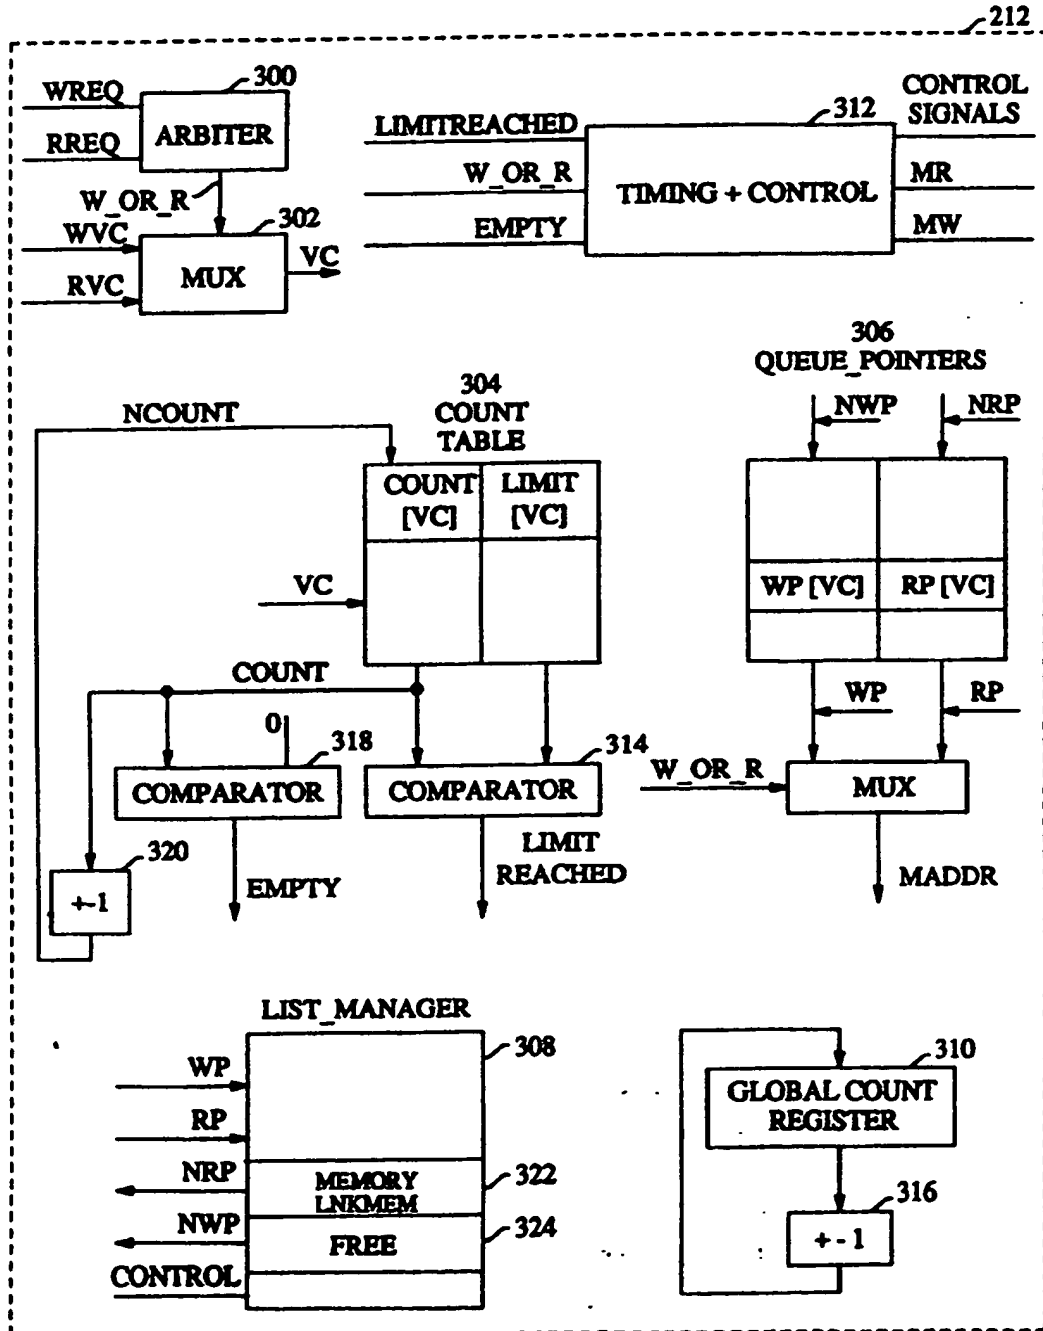 212
WREQ
RREQ
300
ARBITER
W_OR_R
WVC
RVC
302
MUX
VC
LIMITREACHED
W_OR_R
EMPTY
312
TIMING + CONTROL
CONTROL
SIGNALS
MR
MW
NCOUNT
304
COUNT
TABLE
COUNT
[VC]
LIMIT
[VC]
VC
COUNT
0
318
COMPARATOR
314
COMPARATOR
320
+-1
EMPTY
LIMIT
REACHED
306
QUEUE_POINTERS
NWP
NRP
WP [VC]
RP [VC]
WP
RP
W_OR_R
MUX
MADDR
LIST_MANAGER
308
WP
RP
NRP
NWP
CONTROL
MEMORY
LNKMEM
322
FREE
324
310
GLOBAL COUNT
REGISTER
316
+ - 1